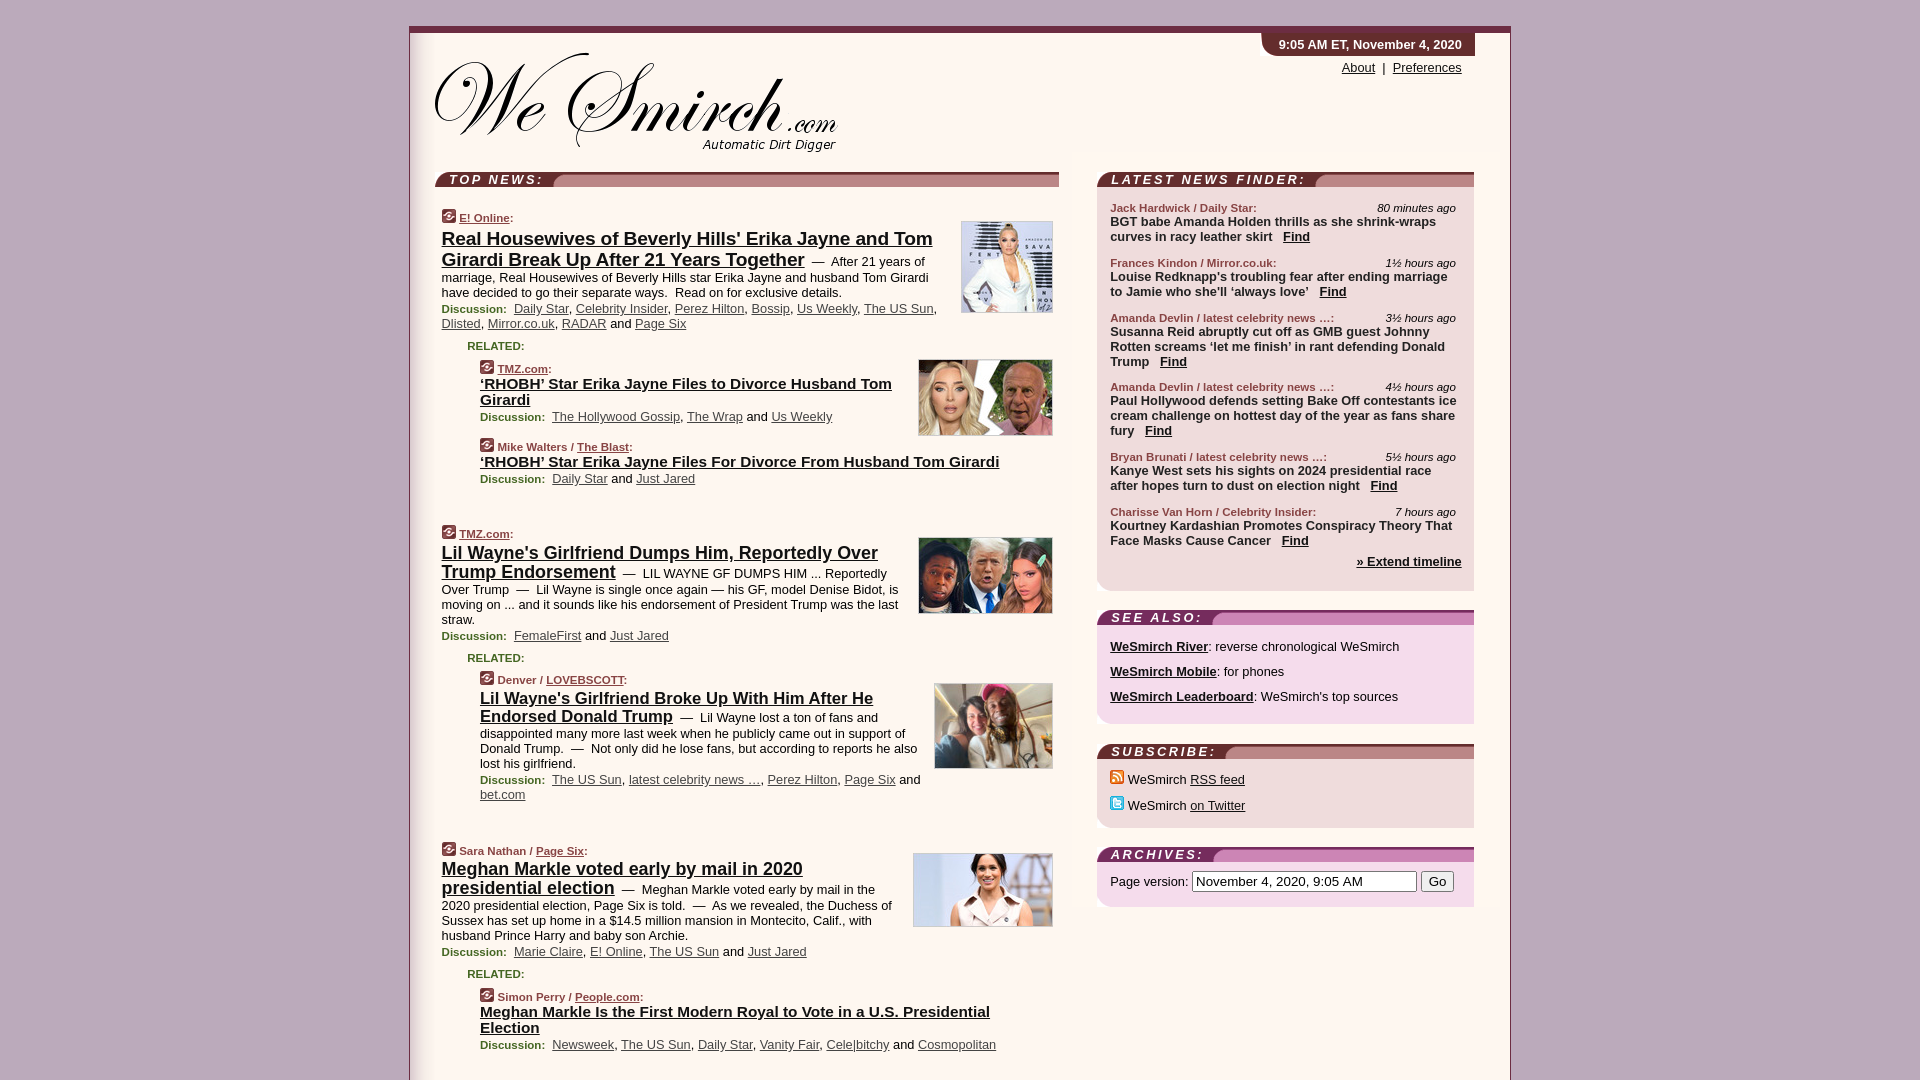 9:05 AM ET, November 4, 2020
About | Preferences
We Smirch .com
Automatic Dirt Digger
TOP NEWS:
E! Online:
Real Housewives of Beverly Hills' Erika Jayne and Tom
Girardi Break Up After 21 Years Together — After 21 years of
marriage, Real Housewives of Beverly Hills star Erika Jayne and husband Tom Girardi
have decided to go their separate ways. Read on for exclusive details.
Discussion: Daily Star, Celebrity Insider, Perez Hilton, Bossip, Us Weekly, The US Sun,
Dlisted, Mirror.co.uk, RADAR and Page Six
RELATED:
TMZ.com:
‘RHOBH’ Star Erika Jayne Files to Divorce Husband Tom
Girardi
Discussion: The Hollywood Gossip, The Wrap and Us Weekly
Mike Walters / The Blast:
‘RHOBH’ Star Erika Jayne Files For Divorce From Husband Tom Girardi
Discussion: Daily Star and Just Jared
TMZ.com:
Lil Wayne's Girlfriend Dumps Him, Reportedly Over
Trump Endorsement — LIL WAYNE GF DUMPS HIM ... Reportedly
Over Trump — Lil Wayne is single once again — his GF, model Denise Bidot, is
moving on ... and it sounds like his endorsement of President Trump was the last
straw.
Discussion: FemaleFirst and Just Jared
RELATED:
Denver / LOVEBSCOTT:
Lil Wayne's Girlfriend Broke Up With Him After He
Endorsed Donald Trump — Lil Wayne lost a ton of fans and
disappointed many more last week when he publicly came out in support of
Donald Trump. — Not only did he lose fans, but according to reports he also
lost his girlfriend.
Discussion: The US Sun, latest celebrity news …, Perez Hilton, Page Six and
bet.com
Sara Nathan / Page Six:
Meghan Markle voted early by mail in 2020
presidential election — Meghan Markle voted early by mail in the
2020 presidential election, Page Six is told. — As we revealed, the Duchess of
Sussex has set up home in a $14.5 million mansion in Montecito, Calif., with
husband Prince Harry and baby son Archie.
Discussion: Marie Claire, E! Online, The US Sun and Just Jared
RELATED:
Simon Perry / People.com:
Meghan Markle Is the First Modern Royal to Vote in a U.S. Presidential
Election
Discussion: Newsweek, The US Sun, Daily Star, Vanity Fair, Cele|bitchy and Cosmopolitan
LATEST NEWS FINDER:
Jack Hardwick / Daily Star: 80 minutes ago
BGT babe Amanda Holden thrills as she shrink-wraps
curves in racy leather skirt Find
Frances Kindon / Mirror.co.uk: 1½ hours ago
Louise Redknapp's troubling fear after ending marriage
to Jamie who she'll ‘always love’ Find
Amanda Devlin / latest celebrity news …: 3½ hours ago
Susanna Reid abruptly cut off as GMB guest Johnny
Rotten screams ‘let me finish’ in rant defending Donald
Trump Find
Amanda Devlin / latest celebrity news …: 4½ hours ago
Paul Hollywood defends setting Bake Off contestants ice
cream challenge on hottest day of the year as fans share
fury Find
Bryan Brunati / latest celebrity news …: 5½ hours ago
Kanye West sets his sights on 2024 presidential race
after hopes turn to dust on election night Find
Charisse Van Horn / Celebrity Insider: 7 hours ago
Kourtney Kardashian Promotes Conspiracy Theory That
Face Masks Cause Cancer Find
» Extend timeline
SEE ALSO:
WeSmirch River: reverse chronological WeSmirch
WeSmirch Mobile: for phones
WeSmirch Leaderboard: WeSmirch's top sources
SUBSCRIBE:
WeSmirch RSS feed
WeSmirch on Twitter
ARCHIVES:
Page version: November 4, 2020, 9:05 AM Go